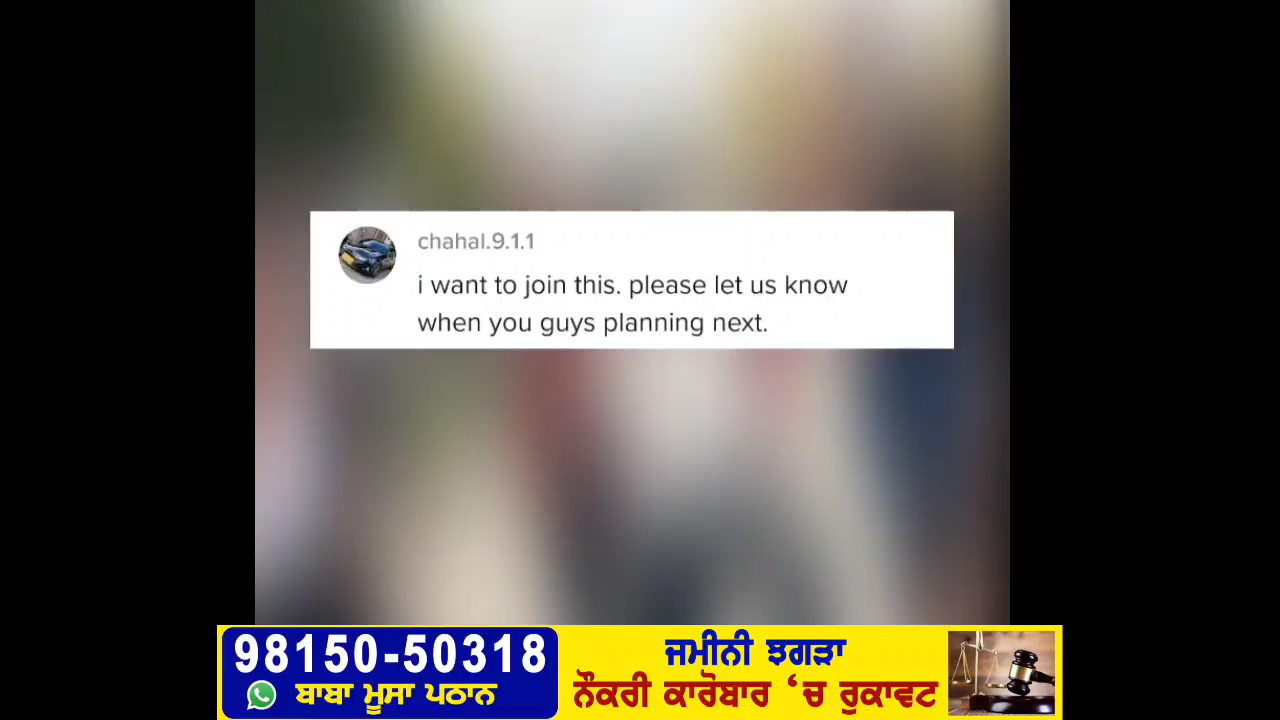 chahal.9.1.1
i want to join this. please let us know
when you guys planning next.
98150-50318
ਬਾਬਾ ਮੂਸਾ ਪਠਾਨ
ਜਮੀਨੀ ਝਗੜਾ
ਨੌਕਰੀ ਕਾਰੋਬਾਰ ‘ਚ ਰੁਕਾਵਟ